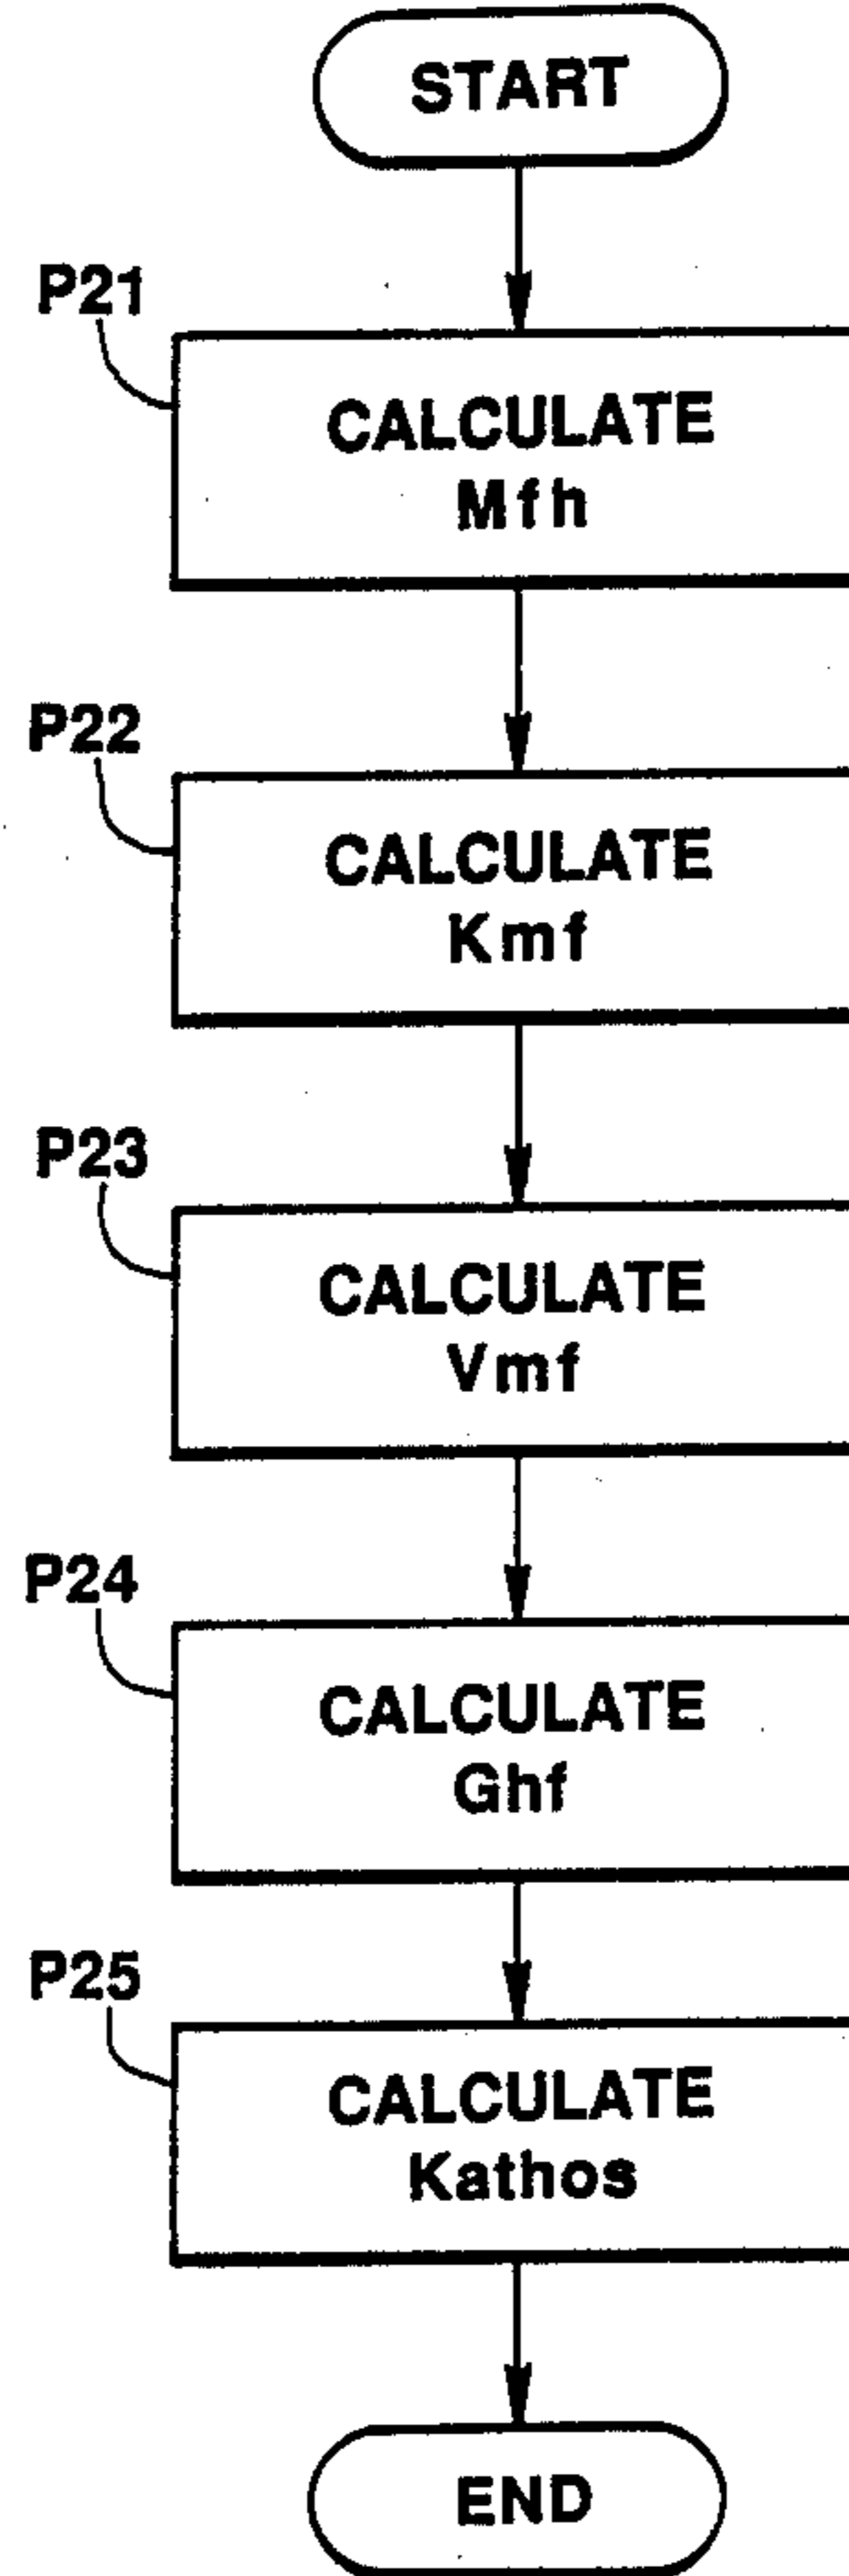 START
P21
CALCULATE
Mfh
P22
CALCULATE
Kmf
P23
CALCULATE
Vmf
P24
CALCULATE
Ghf
P25
CALCULATE
Kathos
END